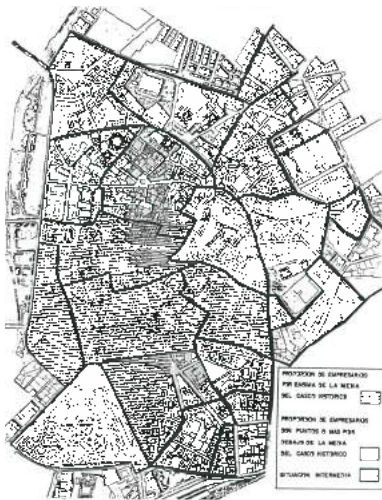 PROPORCION DE EMPRESARIOS
POR ENCIMA DE LA MEDIA
DEL CASCO HISTORICO
PROPORCION DE EMPRESARIOS
DOS PUNTOS O MAS POR
DEBAJO DE LA MEDIA
DEL CASCO HISTORICO
SITUACION INTERMEDIA